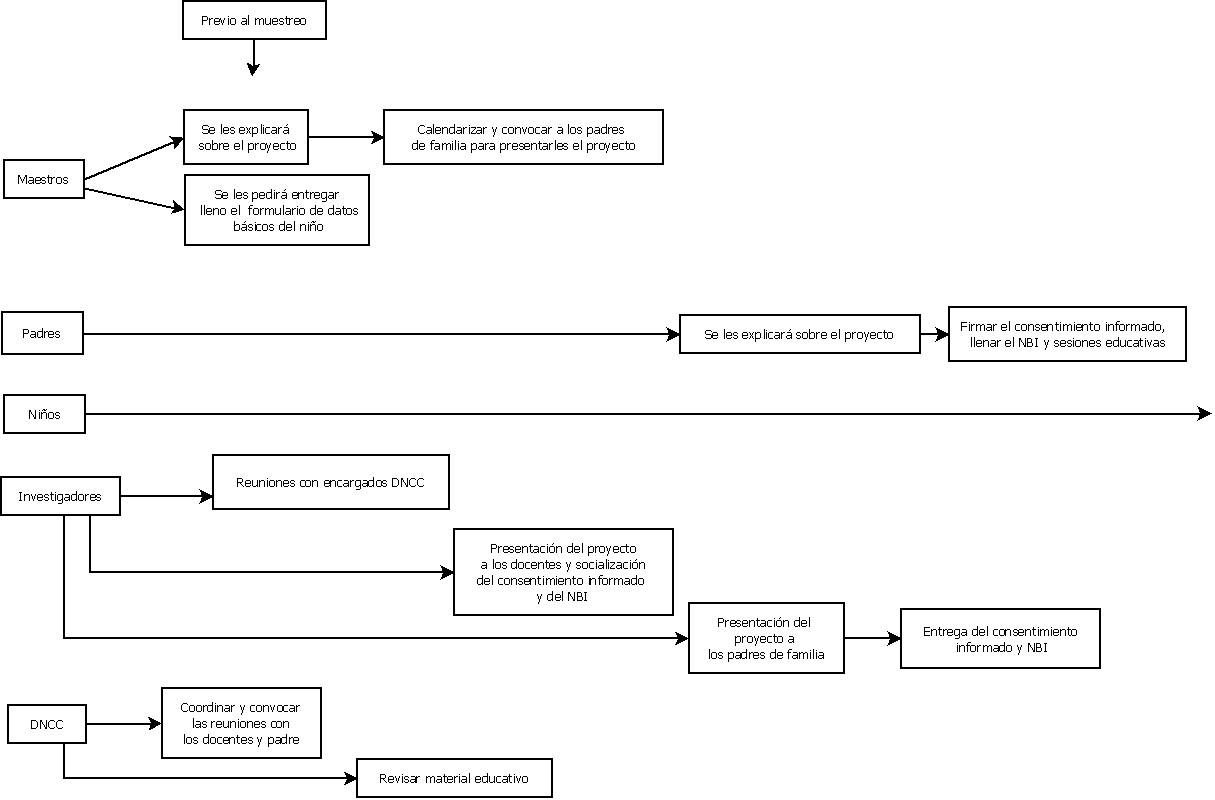 Previo al muestreo
Se les explicará
sobre el proyecto
Calendarizar y convocar a los padres
de familia para presentarles el proyecto
Maestros
Se les pedirá entregar
lleno el formulario de datos
básicos del niño
Padres
Se les explicará sobre el proyecto
Firmar el consentimiento informado,
llenar el NBI y sesiones educativas
Niños
Investigadores
Reuniones con encargados DNCC
Presentación del proyecto
a los docentes y socialización
del consentimiento informado
y del NBI
Presentación del
proyecto a
los padres de familia
Entrega del consentimiento
informado y NBI
DNCC
Coordinar y convocar
las reuniones con
los docentes y padre
Revisar material educativo